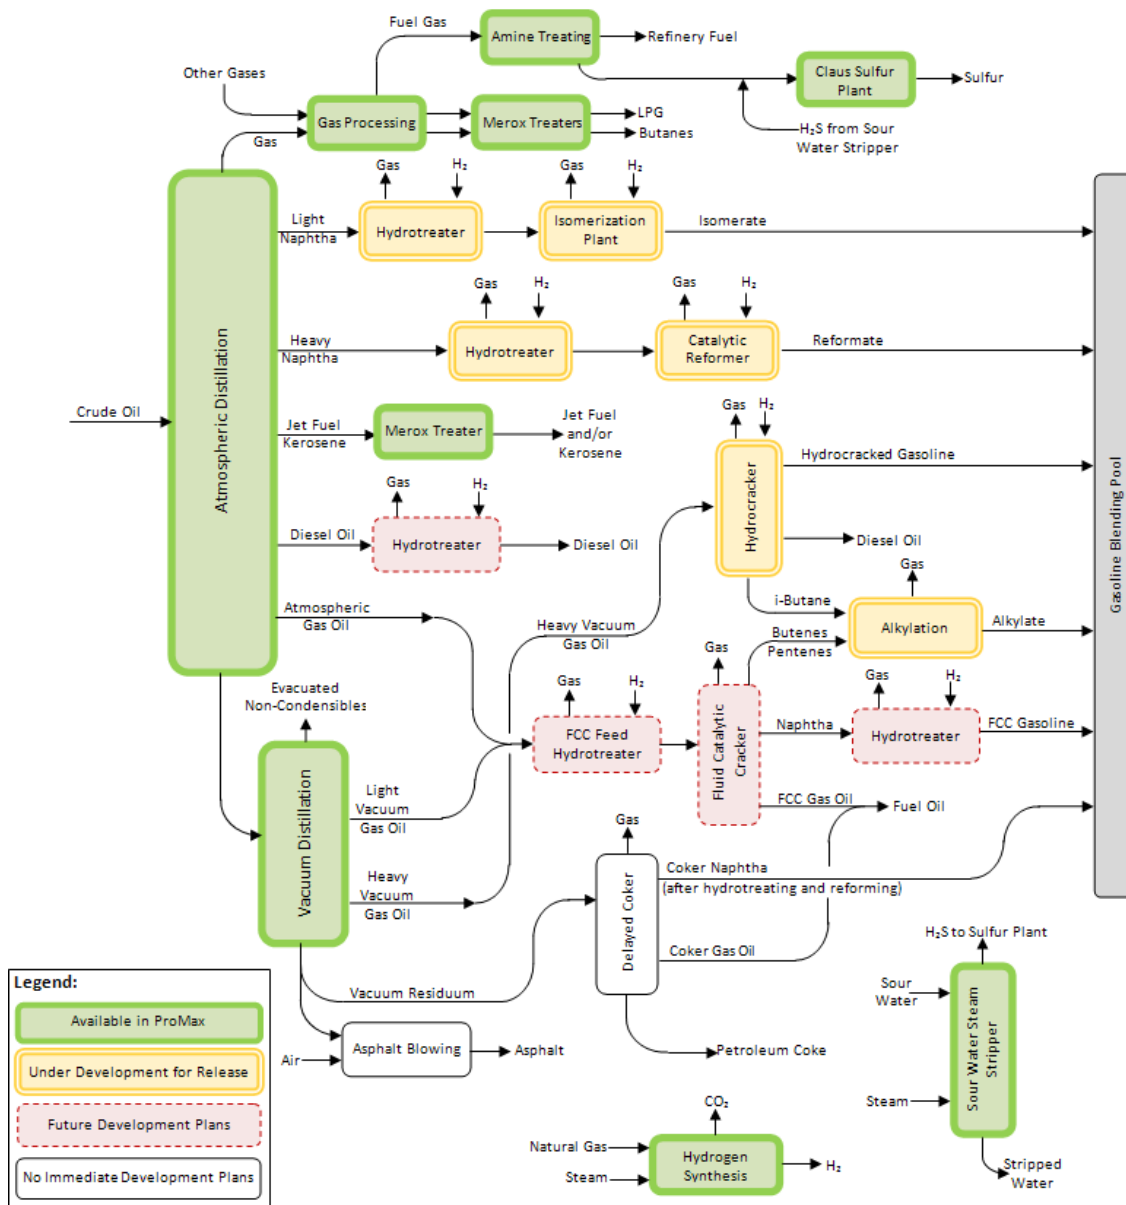 Fuel Gas
Amine Treating
Refinery Fuel
Other Gases
Claus Sulfur
Plant
Sulfur
Gas Processing
Merox Treaters
LPG
Butanes
Gas
H₂S from Sour
Water Stripper
Gas
H₂
Gas
H₂
Light
Naphtha
Hydrotreater
Isomerization
Plant
Isomerate
Gas
H₂
Gas
H₂
Heavy
Naphtha
Hydrotreater
Catalytic
Reformer
Reformate
Atmospheric Distillation
Gasoline Blending Pool
Crude Oil
Jet Fuel
Kerosene
Merox Treater
Jet Fuel
and/or
Kerosene
Gas
H₂
Hydrocracker
Hydrocracked Gasoline
Gas
H₂
Diesel Oil
Hydrotreater
Diesel Oil
Diesel Oil
Gas
i-Butane
Atmospheric
Gas Oil
Heavy Vacuum
Gas Oil
Butenes
Pentenes
Alkylation
Alkylate
Evacuated
Non-Condensibles
Gas
H₂
Gas
Gas
H₂
FCC Feed
Hydrotreater
Fluid Catalytic
Cracker
Naphtha
Hydrotreater
FCC Gasoline
Vacuum Distillation
Light
Vacuum
Gas Oil
FCC Gas Oil
Fuel Oil
Gas
Heavy
Vacuum
Gas Oil
Delayed Coker
Coker Naphtha
(after hydrotreating and reforming)
Coker Gas Oil
Vacuum Residuum
Petroleum Coke
Air
Asphalt Blowing
Asphalt
H₂S to Sulfur Plant
Sour
Water
Sour Water Steam
Stripper
Steam
Stripped
Water
CO₂
Natural Gas
Steam
Hydrogen
Synthesis
H₂
Legend:
Available in ProMax
Under Development for Release
Future Development Plans
No Immediate Development Plans